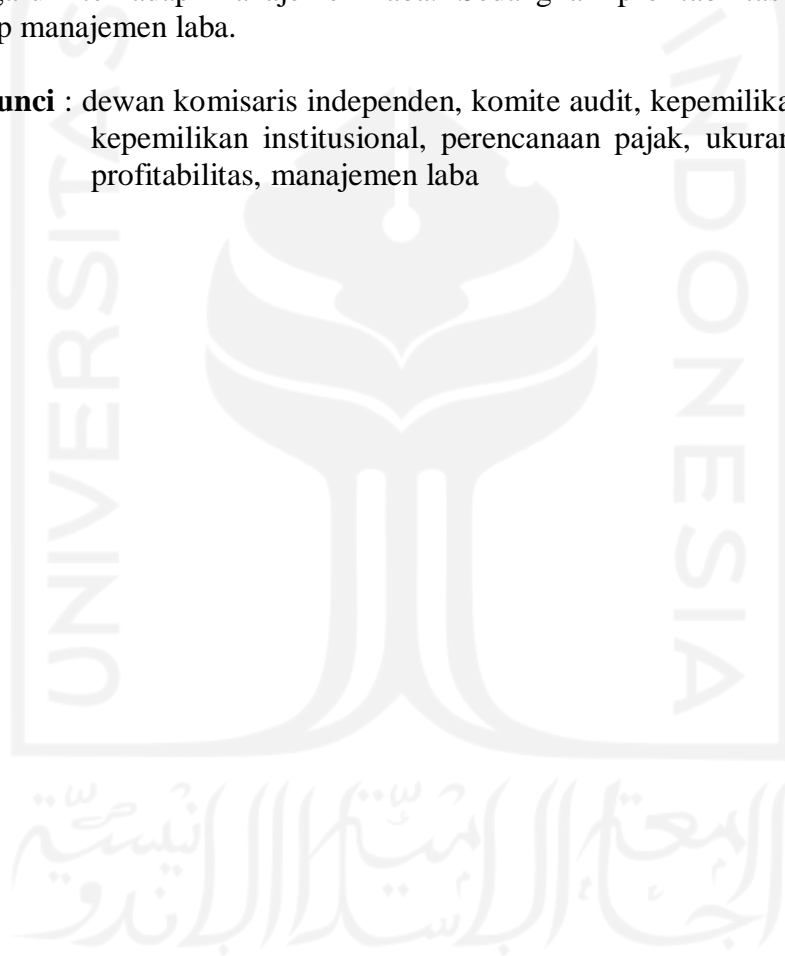 p manajemen laba.
unci : dewan komisaris independen, komite audit, kepemilika
kepemilikan institusional, perencanaan pajak, ukuran
profitabilitas, manajemen laba
UNIVERSITAS
INDONESIA